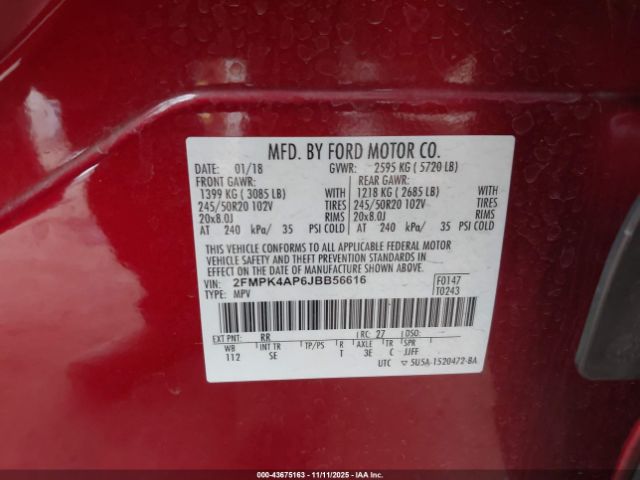 MFD. BY FORD MOTOR CO.
DATE: 01/18 GVWR: 2595 KG ( 5720 LB)
FRONT GAWR: REAR GAWR:
1399 KG ( 3085 LB) WITH 1218 KG ( 2685 LB) WITH
245/50R20 102V TIRES 245/50R20 102V TIRES
20x8.0J RIMS 20x8.0J RIMS
AT 240 kPa/ 35 PSI COLD AT 240 kPa/ 35 PSI COLD
THIS VEHICLE CONFORMS TO ALL APPLICABLE FEDERAL MOTOR
VEHICLE SAFETY AND THEFT PREVENTION STANDARDS IN
EFFECT ON THE DATE OF MANUFACTURE SHOWN ABOVE.
VIN: 2FMPK4AP6JBB56616 F0147
TYPE: MPV T0243
EXT PNT: RR RC: 27 DSO:
WB INT TR TP/PS R AXLE TR SPR
112 SE T 3E C JJFF
UTC ▽ 5U5A-1520472-BA
000-43675163 - 11/11/2025 - IAA Inc.